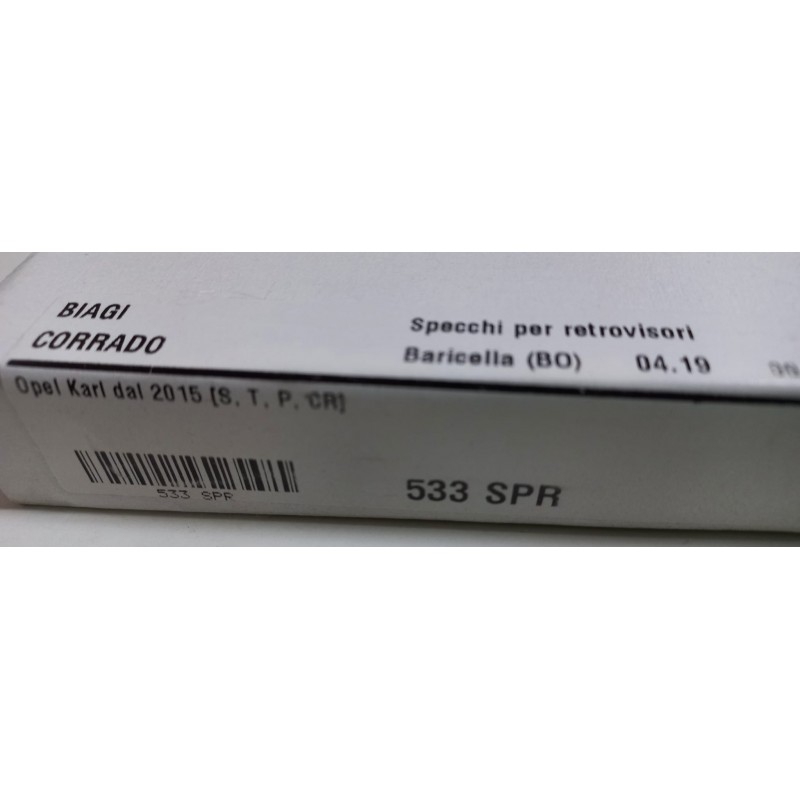 BIAGI
CORRADO
Specchi per retrovisori
Baricella (BO) 04.19
Opel Karl dal 2015 [S, T, P, CR]
533 SPR
533 SPR